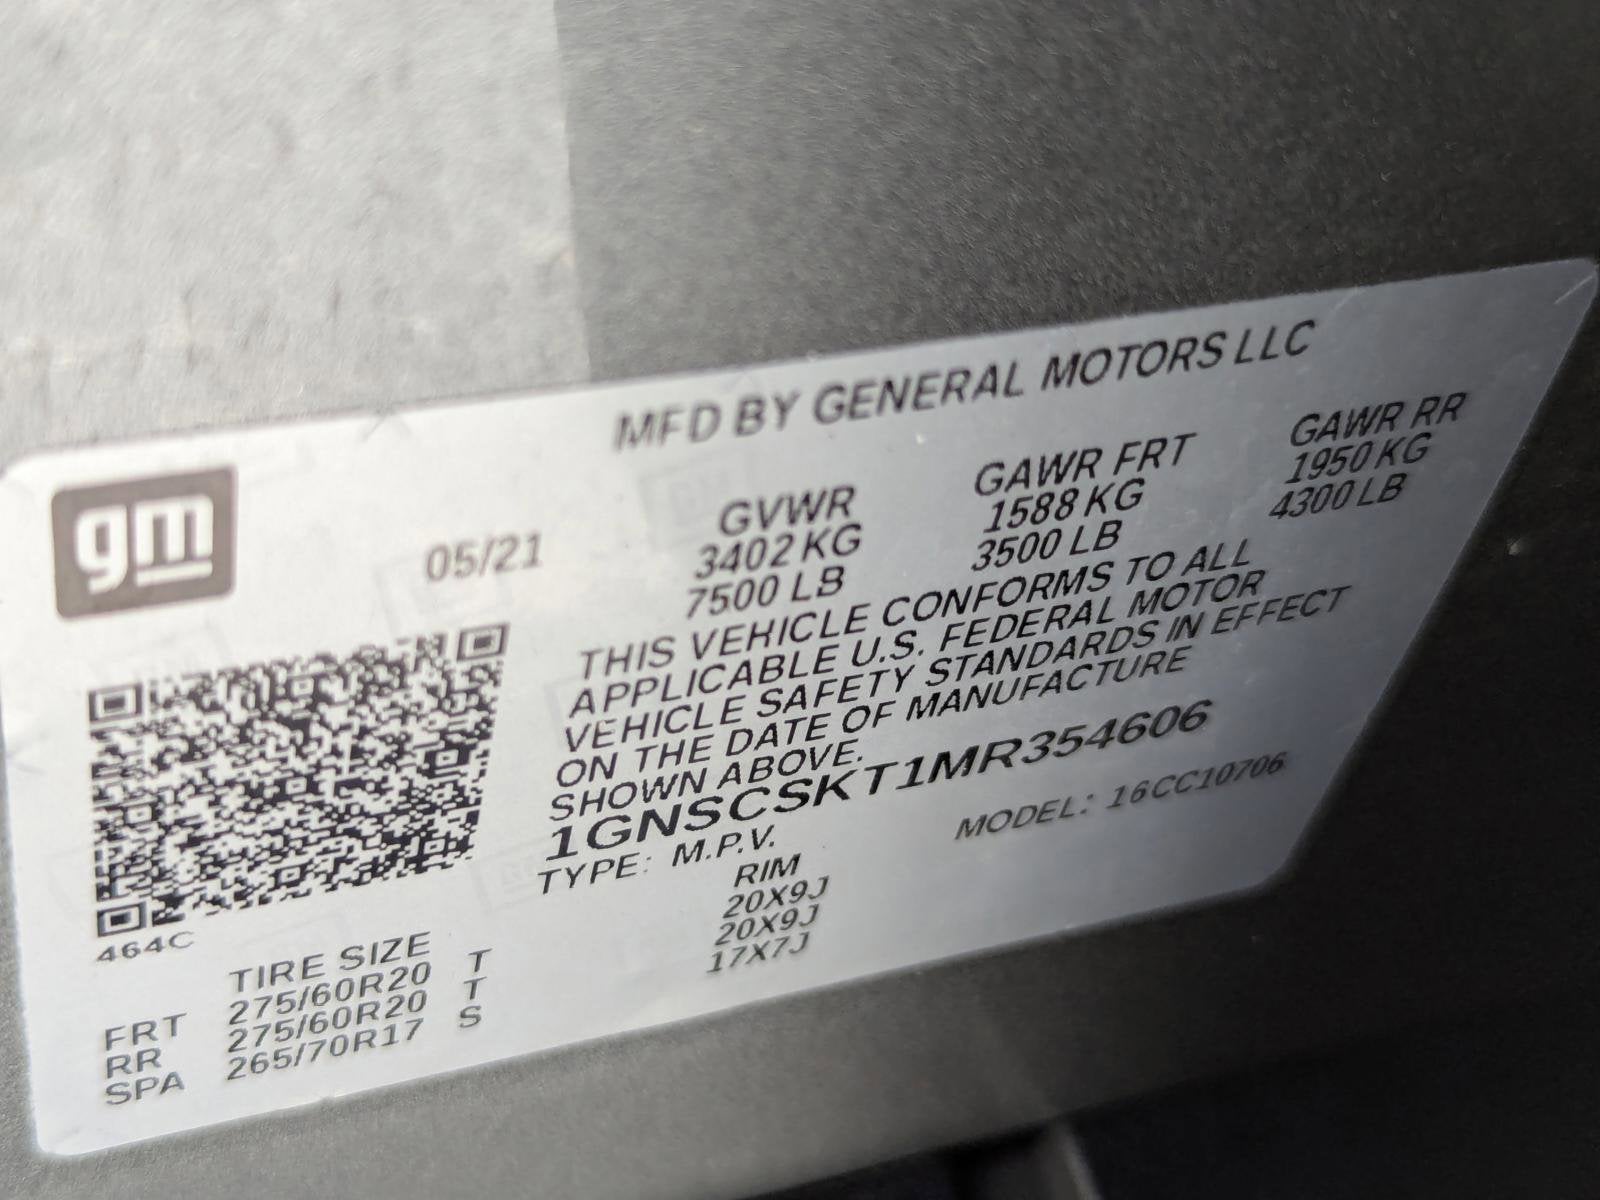 MFD BY GENERAL MOTORS LLC
gm
05/21
GVWR GAWR FRT GAWR RR
3402 KG 1588 KG 1950 KG
7500 LB 3500 LB 4300 LB
THIS VEHICLE CONFORMS TO ALL
APPLICABLE U.S. FEDERAL MOTOR
VEHICLE SAFETY STANDARDS IN EFFECT
ON THE DATE OF MANUFACTURE
SHOWN ABOVE.
1GNSCSKT1MR354606
TYPE: M.P.V. MODEL: 16CC10706
464C
TIRE SIZE RIM
FRT 275/60R20 T 20X9J
RR 275/60R20 T 20X9J
SPA 265/70R17 S 17X7J